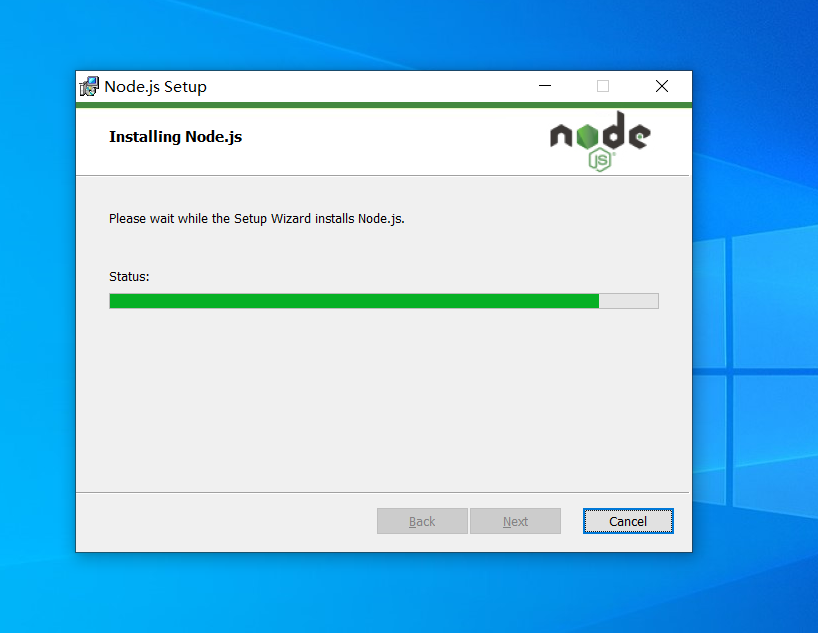 Node.js Setup
Installing Node.js
node
JS
Please wait while the Setup Wizard installs Node.js.
Status:
Back
Next
Cancel